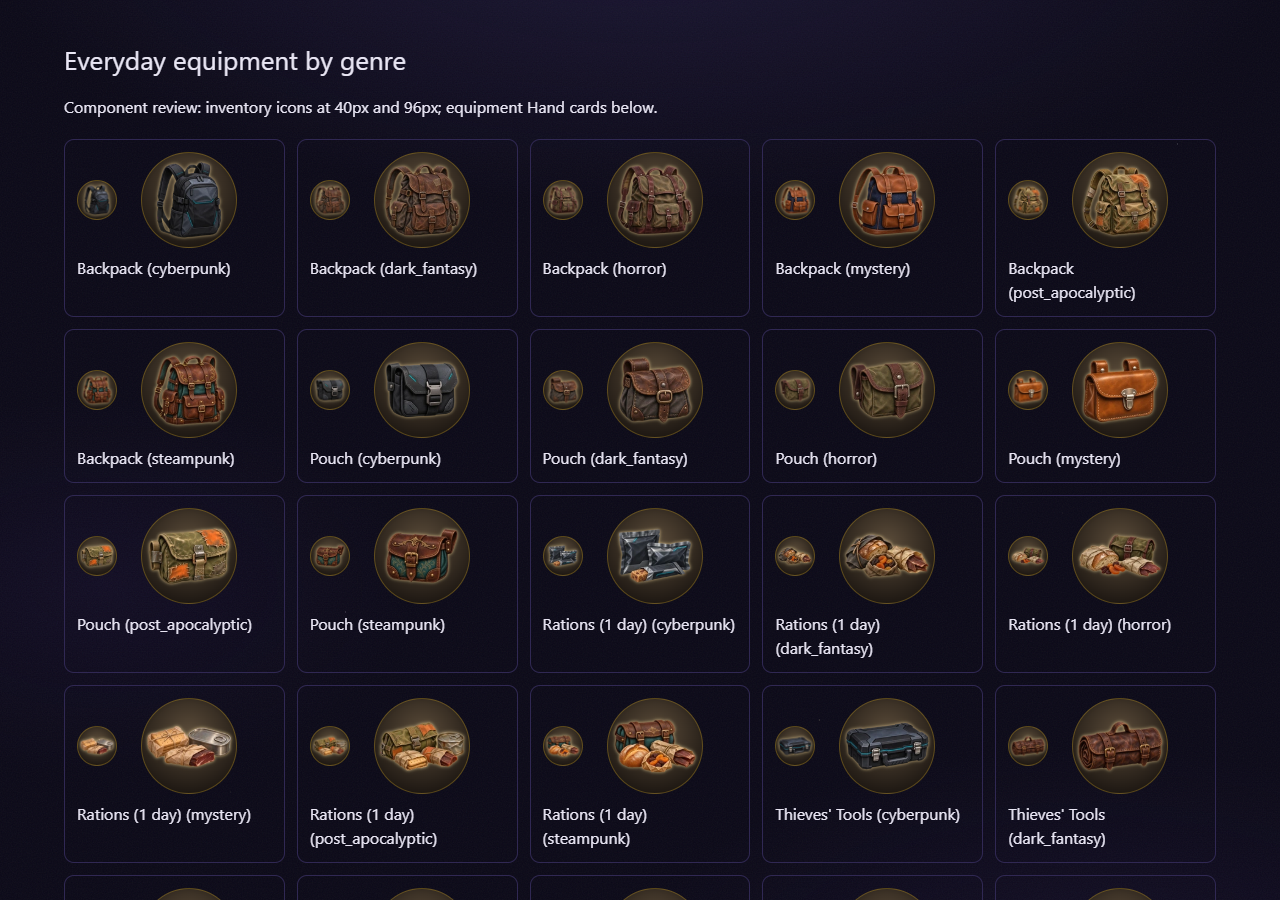 Everyday equipment by genre
Component review: inventory icons at 40px and 96px; equipment Hand cards below.
Backpack (cyberpunk)
Backpack (dark_fantasy)
Backpack (horror)
Backpack (mystery)
Backpack
(post_apocalyptic)
Backpack (steampunk)
Pouch (cyberpunk)
Pouch (dark_fantasy)
Pouch (horror)
Pouch (mystery)
Pouch (post_apocalyptic)
Pouch (steampunk)
Rations (1 day) (cyberpunk)
Rations (1 day)
(dark_fantasy)
Rations (1 day) (horror)
Rations (1 day) (mystery)
Rations (1 day)
(post_apocalyptic)
Rations (1 day)
(steampunk)
Thieves' Tools (cyberpunk)
Thieves' Tools
(dark_fantasy)